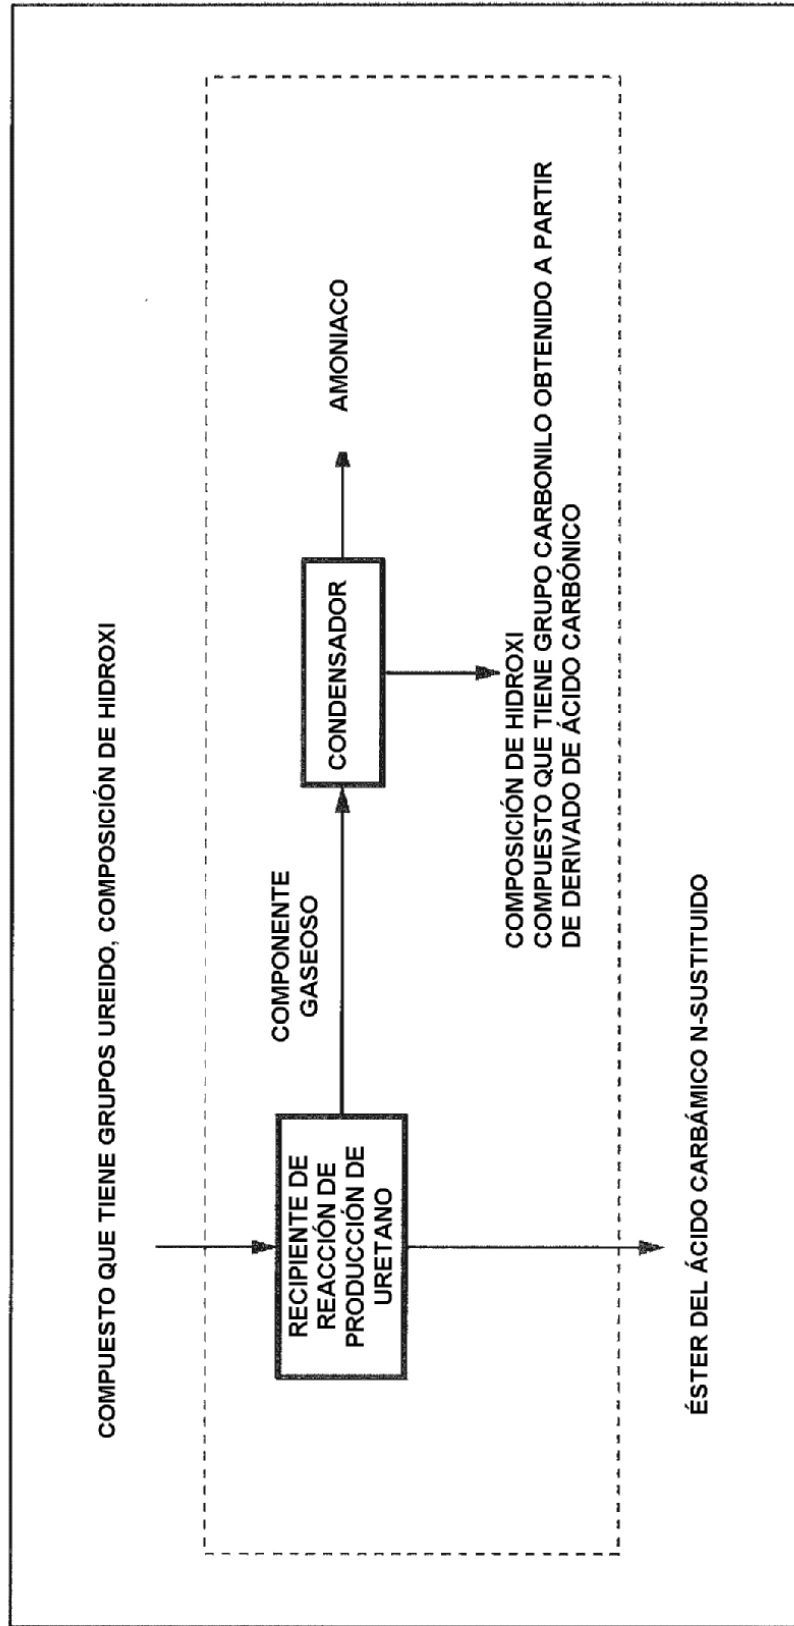 COMPUESTO QUE TIENE GRUPOS UREIDO, COMPOSICIÓN DE HIDROXI
RECIPIENTE DE
REACCIÓN DE
PRODUCCIÓN DE
URETANO
COMPONENTE
GASEOSO
CONDENSADOR
AMONIACO
COMPOSICIÓN DE HIDROXI
COMPUESTO QUE TIENE GRUPO CARBONILO OBTENIDO A PARTIR
DE DERIVADO DE ÁCIDO CARBÓNICO
ÉSTER DEL ÁCIDO CARBÁMICO N-SUSTITUIDO